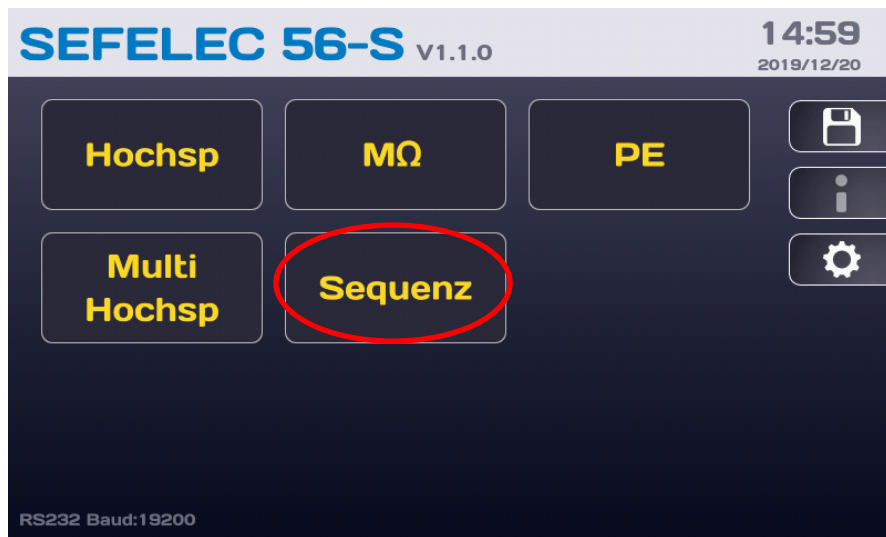 SEFELEC 56-S V1.1.0
14:59
2019/12/20
Hochsp
MΩ
PE
Multi
Hochsp
Sequenz
RS232 Baud:19200